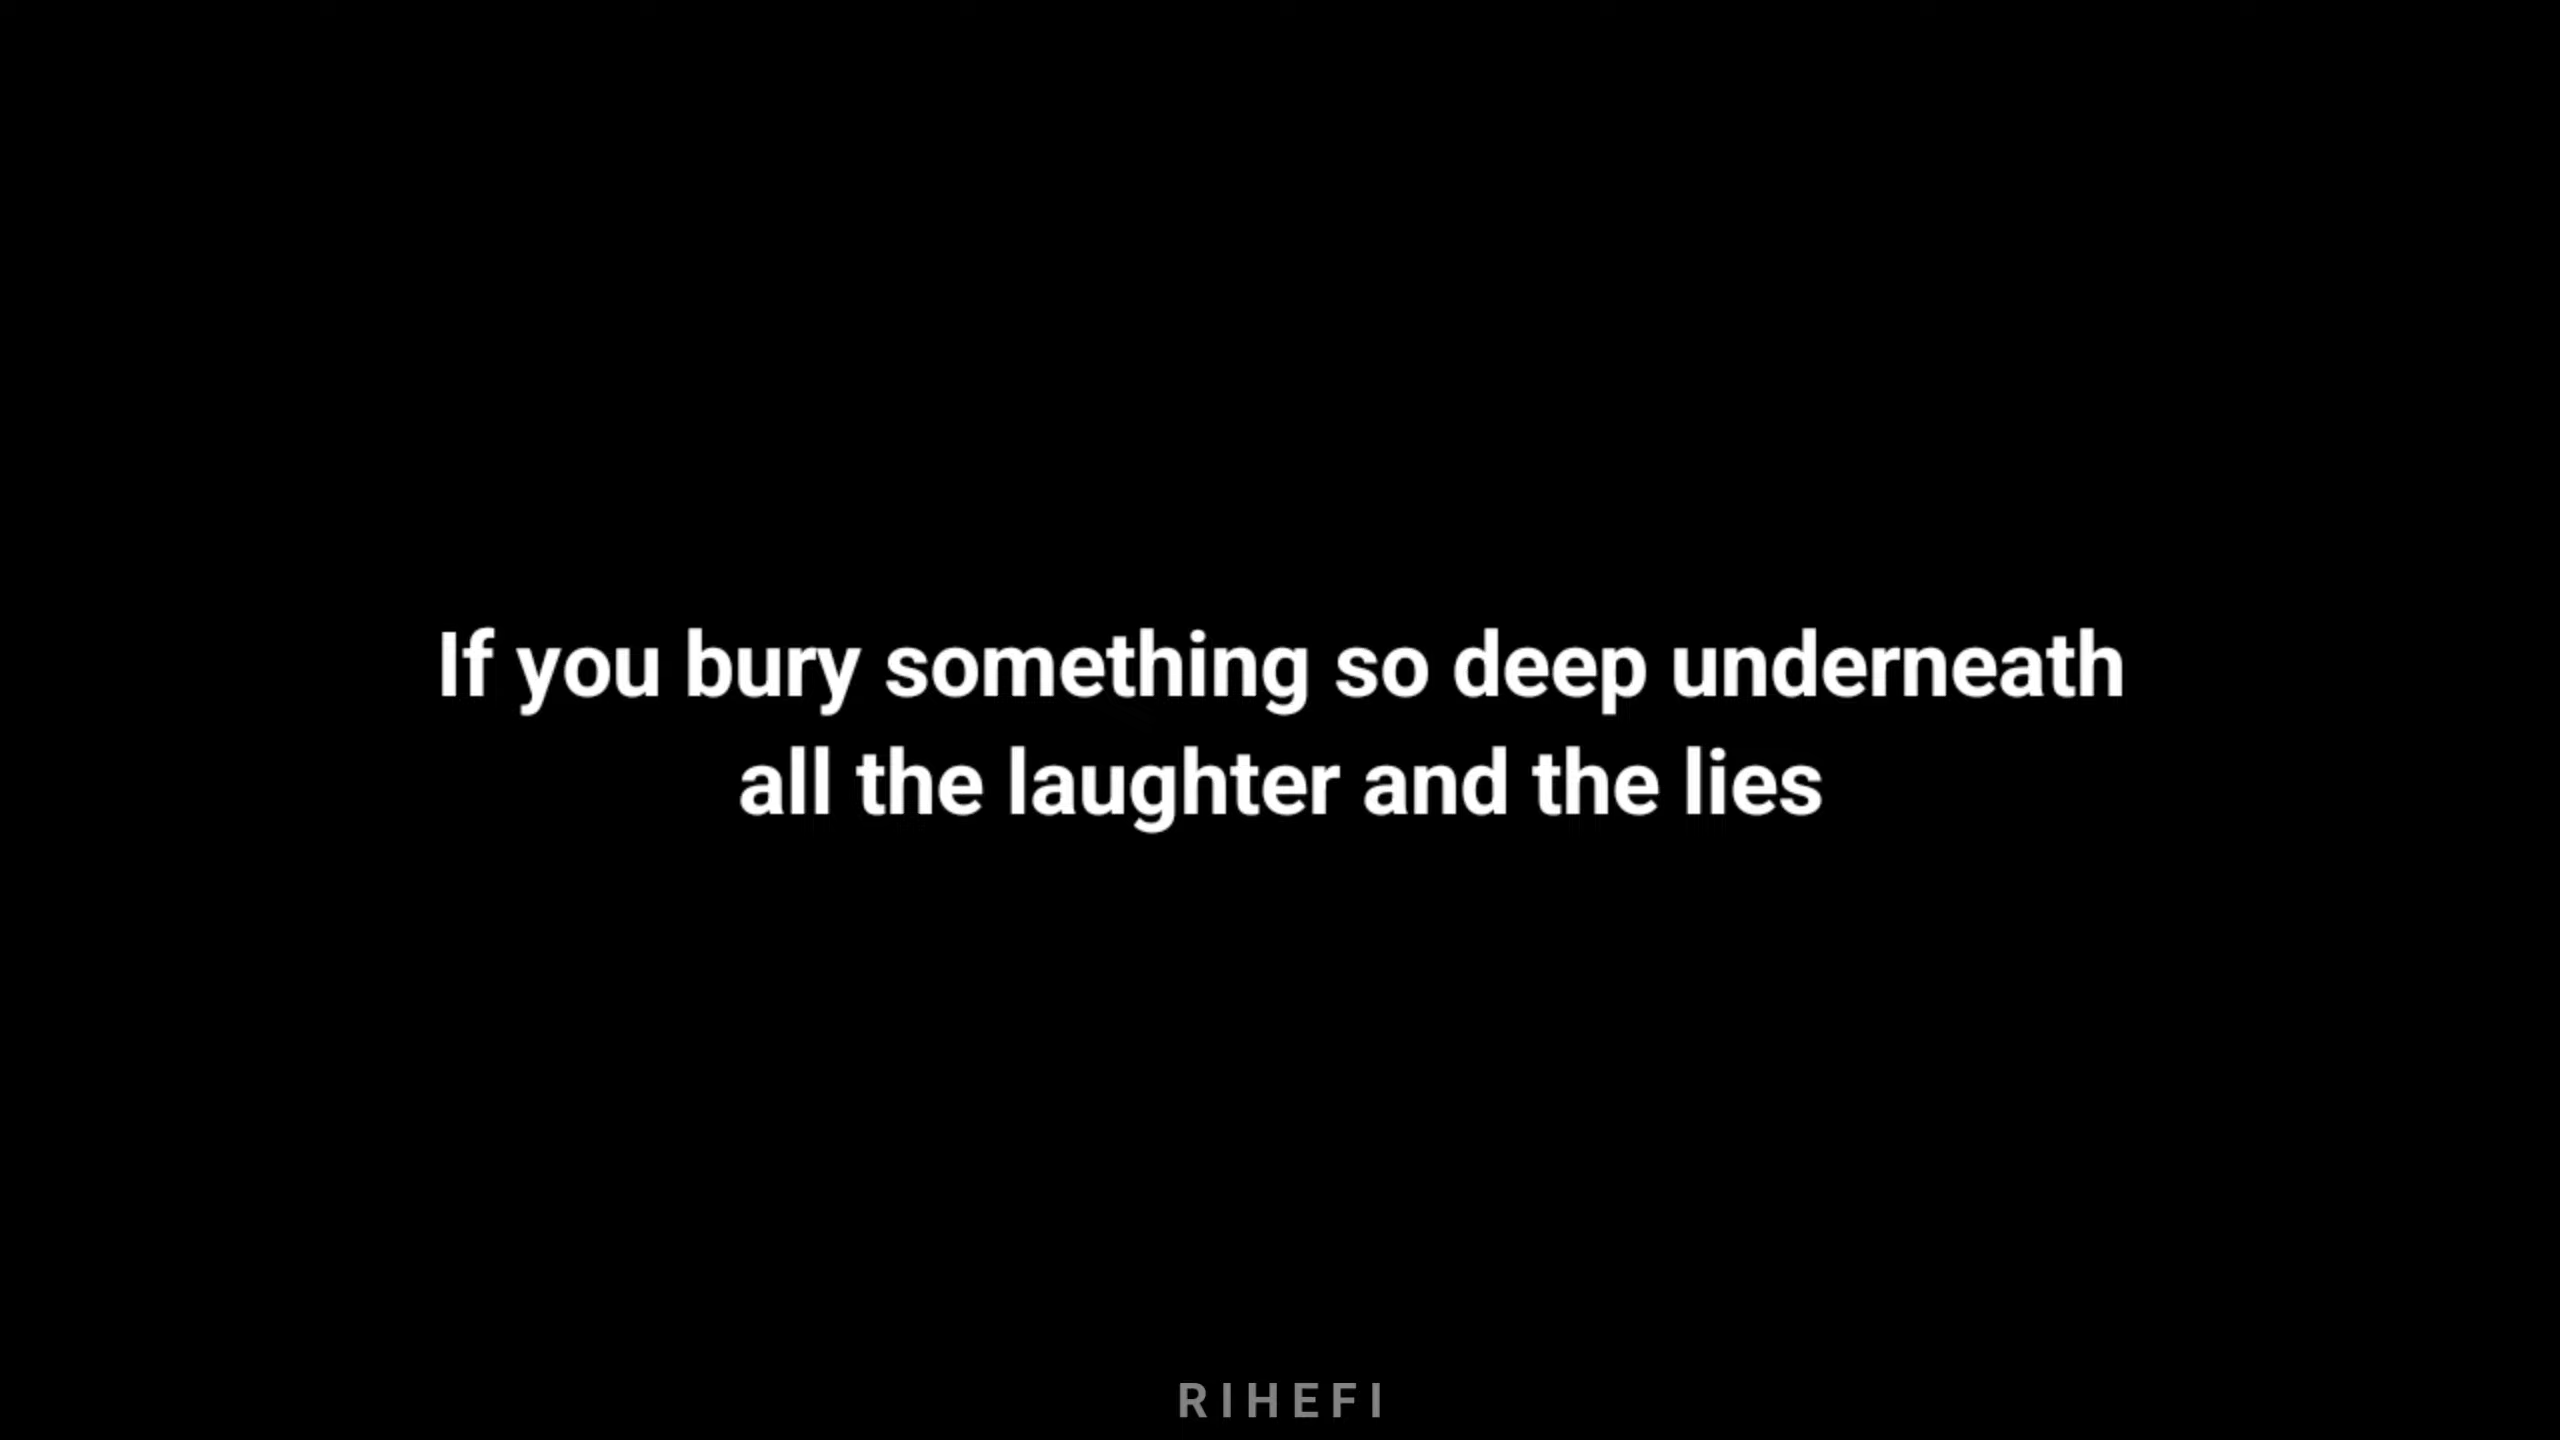 If you bury something so deep underneath
all the laughter and the lies
RIHEFI